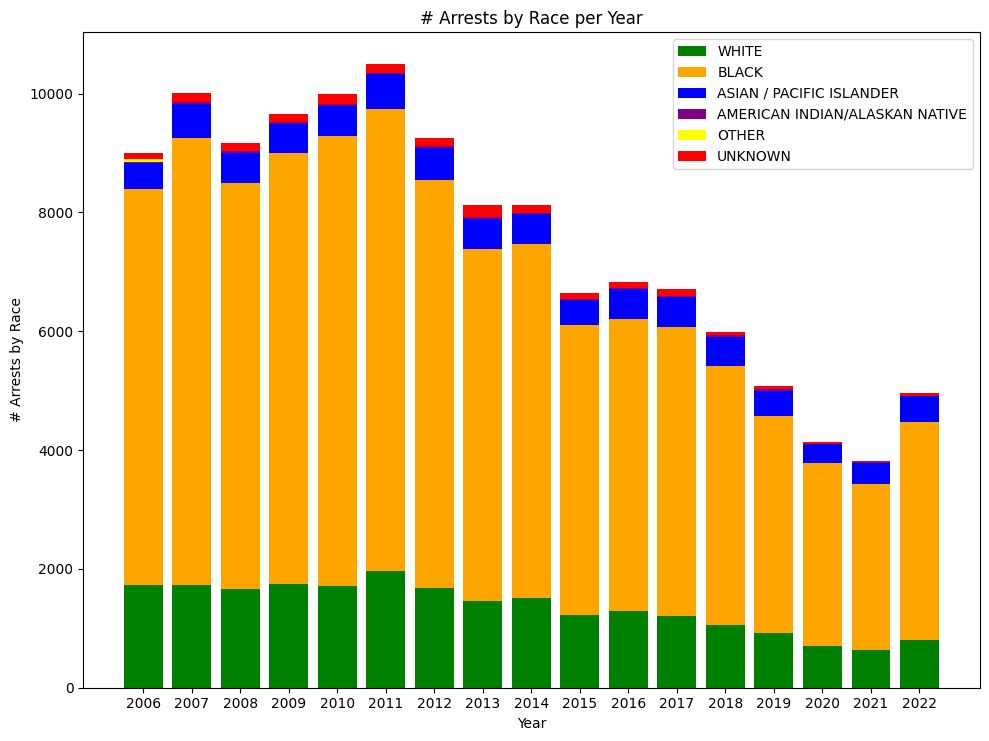 # Arrests by Race per Year
WHITE
BLACK
ASIAN / PACIFIC ISLANDER
AMERICAN INDIAN/ALASKAN NATIVE
OTHER
UNKNOWN
# Arrests by Race
10000
8000
6000
4000
2000
0
2006 2007 2008 2009 2010 2011 2012 2013 2014 2015 2016 2017 2018 2019 2020 2021 2022
Year